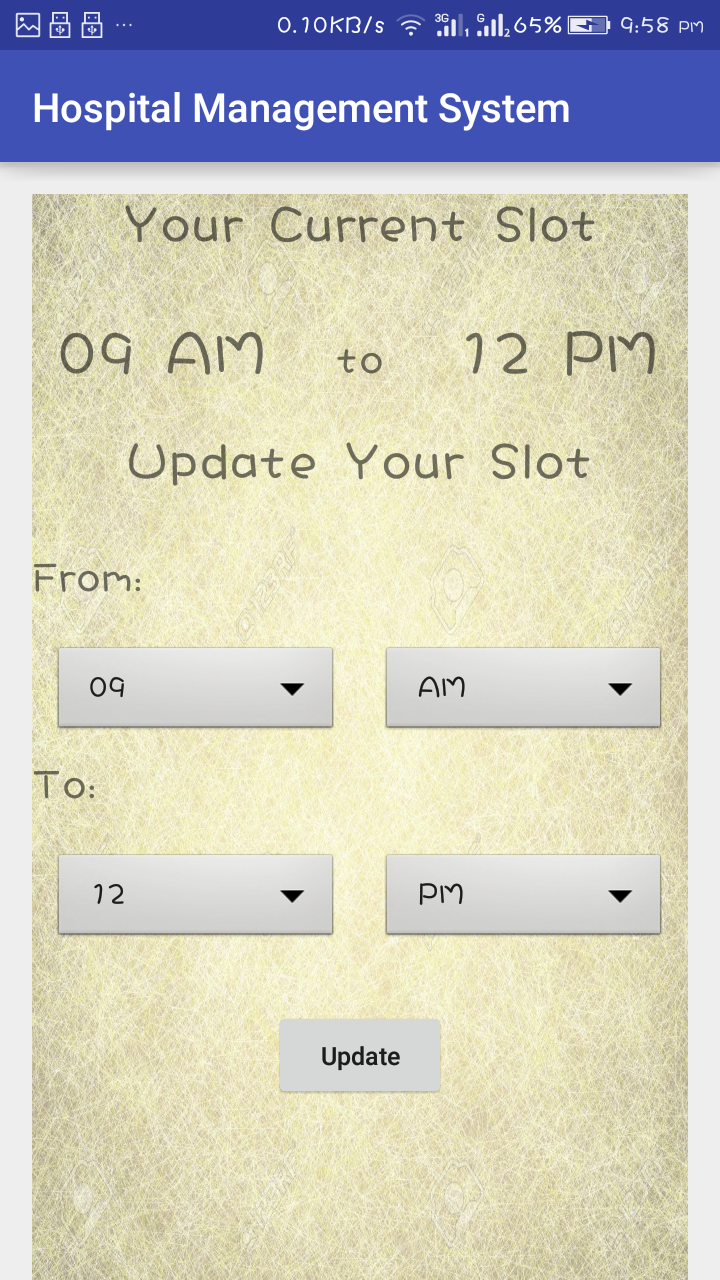 0.10KB/s 3G 1 G 2 65% 9:58 PM
Hospital Management System
Your Current Slot
09 AM to 12 PM
Update Your Slot
From:
09 AM
To:
12 PM
Update